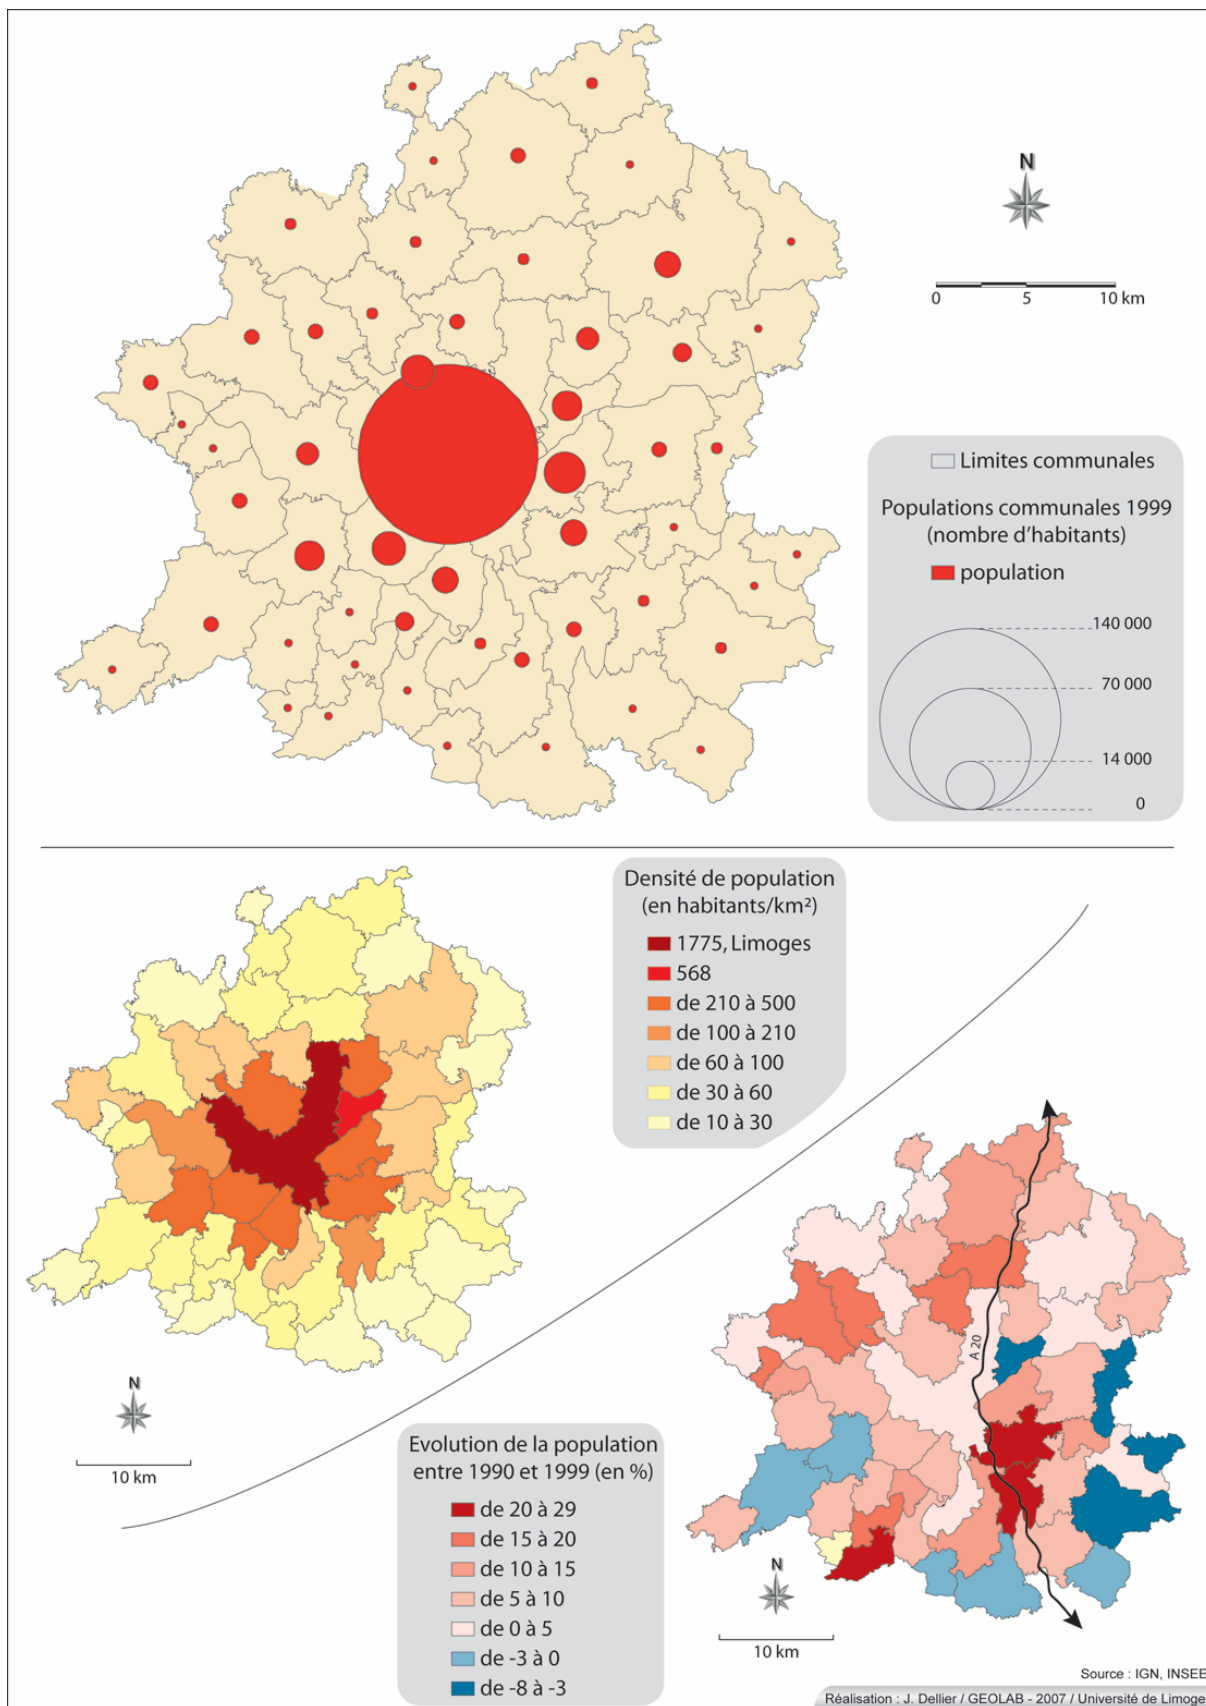 N
0 5 10 km
Limites communales
Populations communales 1999
(nombre d'habitants)
population
140 000
70 000
14 000
0
Densité de population
(en habitants/km²)
1775, Limoges
568
de 210 à 500
de 100 à 210
de 60 à 100
de 30 à 60
de 10 à 30
N
10 km
A 20
Evolution de la population
entre 1990 et 1999 (en %)
de 20 à 29
de 15 à 20
de 10 à 15
de 5 à 10
de 0 à 5
de -3 à 0
de -8 à -3
N
10 km
Source : IGN, INSEE
Réalisation : J. Dellier / GEOLAB - 2007 / Université de Limoge